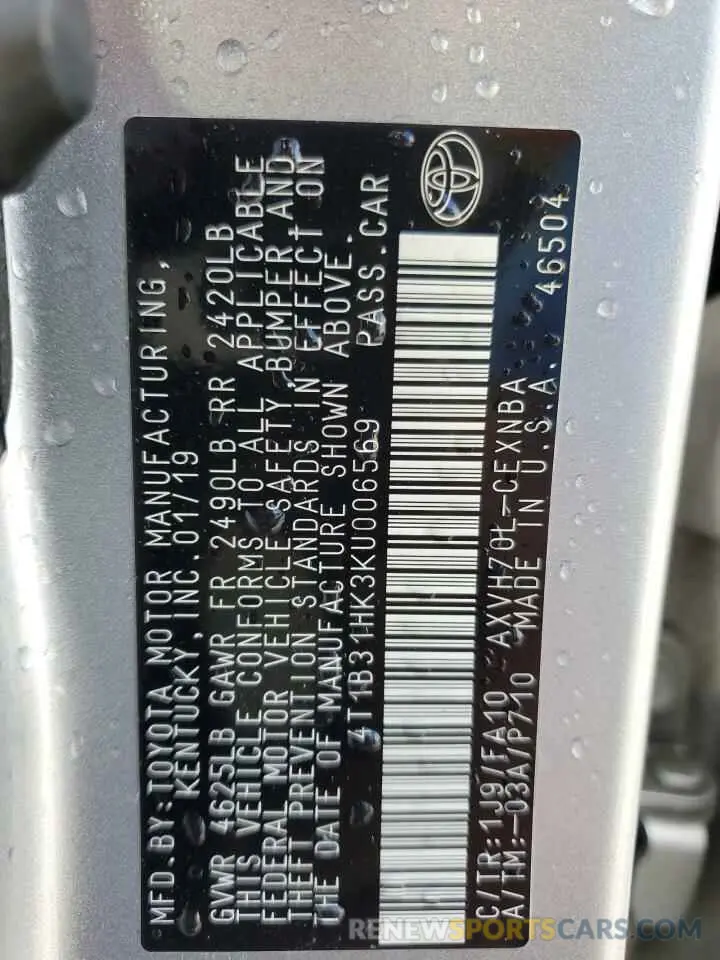 MFD.BY:TOYOTA MOTOR MANUFACTURING,
KENTUCKY, INC. 01/19
GVWR 4625LB GAWR FR 2490LB RR 2420LB
THIS VEHICLE CONFORMS TO ALL APPLICABLE
FEDERAL MOTOR VEHICLE SAFETY, BUMPER AND
THEFT PREVENTION STANDARDS IN EFFECT ON
THE DATE OF MANUFACTURE SHOWN ABOVE.
4T1B31HK3KU006569 PASS.CAR
C/TR:1J9/FA10 AXVH70L-CEXNBA
A/TM:-03A/P710 MADE IN U.S.A. 46504
RENEWSPORTSCARS.COM